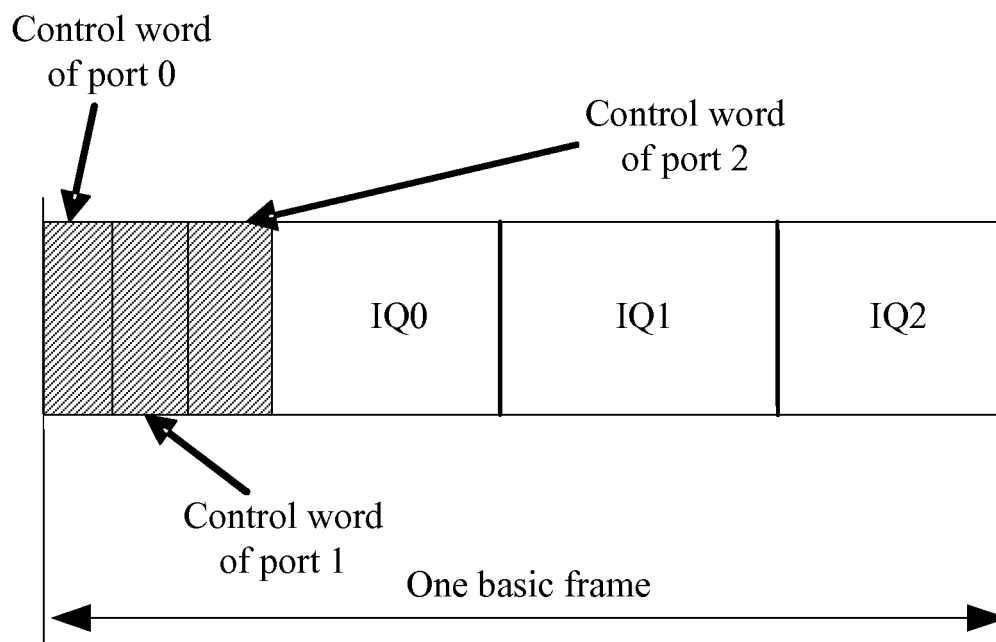 Control word
of port 0
Control word
of port 2
IQ0
IQ1
IQ2
Control word
of port 1
One basic frame